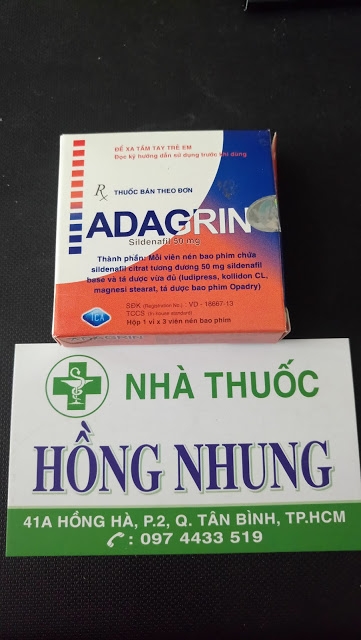 ĐỂ XA TẦM TAY TRẺ EM
Đọc kỹ hướng dẫn sử dụng trước khi dùng
Rx THUỐC BÁN THEO ĐƠN
ADAGRIN
Sildenafil 50 mg
Thành phần: Mỗi viên nén bao phim chứa
sildenafil citrat tương đương 50 mg sildenafil
base và tá dược vừa đủ (ludipress, kollidon CL,
magnesi stearat, tá dược bao phim Opadry)
SĐK (Registration No.): VD - 18667-13
TCCS (In-house standard)
Hộp 1 vỉ x 3 viên nén bao phim
ICA
ADAGRIN
NHÀ THUỐC
HỒNG NHUNG
41A HỒNG HÀ, P.2, Q. TÂN BÌNH, TP.HCM
: 097 4433 519